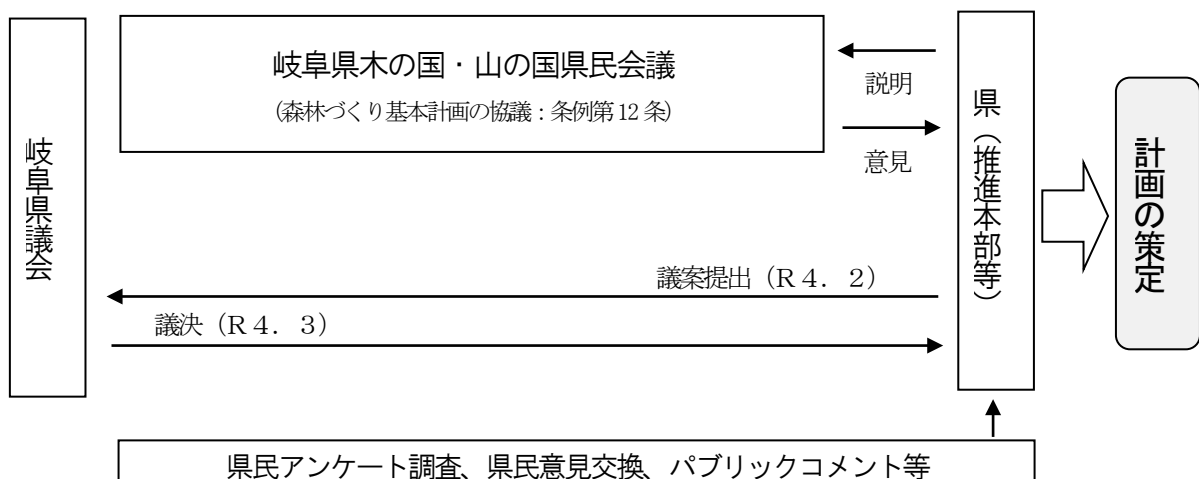 岐阜県木の国・山の国県民会議
(森林づくり基本計画の協議:条例第12条)
説明
意見
岐阜県議会
県(推進本部等)
計画の策定
議案提出(R4.2)
議決(R4.3)
県民アンケート調査、県民意見交換、パブリックコメント等